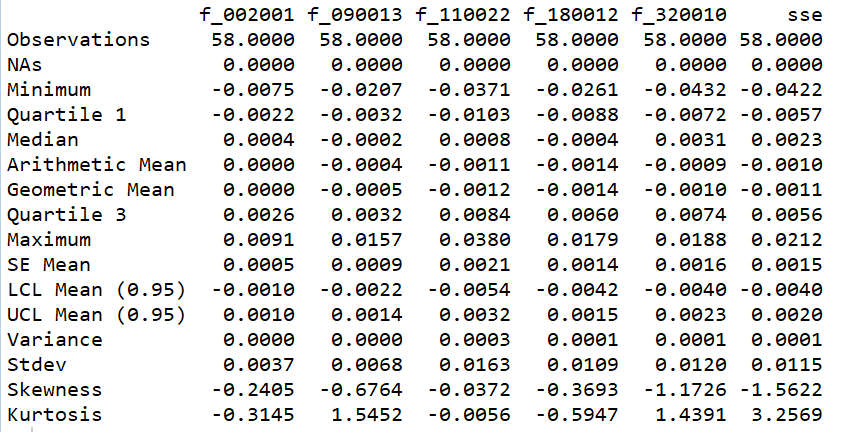 f_002001 f_090013 f_110022 f_180012 f_320010 sse
Observations 58.0000 58.0000 58.0000 58.0000 58.0000 58.0000
NAs 0.0000 0.0000 0.0000 0.0000 0.0000 0.0000
Minimum -0.0075 -0.0207 -0.0371 -0.0261 -0.0432 -0.0422
Quartile 1 -0.0022 -0.0032 -0.0103 -0.0088 -0.0072 -0.0057
Median 0.0004 -0.0002 0.0008 -0.0004 0.0031 0.0023
Arithmetic Mean 0.0000 -0.0004 -0.0011 -0.0014 -0.0009 -0.0010
Geometric Mean 0.0000 -0.0005 -0.0012 -0.0014 -0.0010 -0.0011
Quartile 3 0.0026 0.0032 0.0084 0.0060 0.0074 0.0056
Maximum 0.0091 0.0157 0.0380 0.0179 0.0188 0.0212
SE Mean 0.0005 0.0009 0.0021 0.0014 0.0016 0.0015
LCL Mean (0.95) -0.0010 -0.0022 -0.0054 -0.0042 -0.0040 -0.0040
UCL Mean (0.95) 0.0010 0.0014 0.0032 0.0015 0.0023 0.0020
Variance 0.0000 0.0000 0.0003 0.0001 0.0001 0.0001
Stdev 0.0037 0.0068 0.0163 0.0109 0.0120 0.0115
Skewness -0.2405 -0.6764 -0.0372 -0.3693 -1.1726 -1.5622
Kurtosis -0.3145 1.5452 -0.0056 -0.5947 1.4391 3.2569